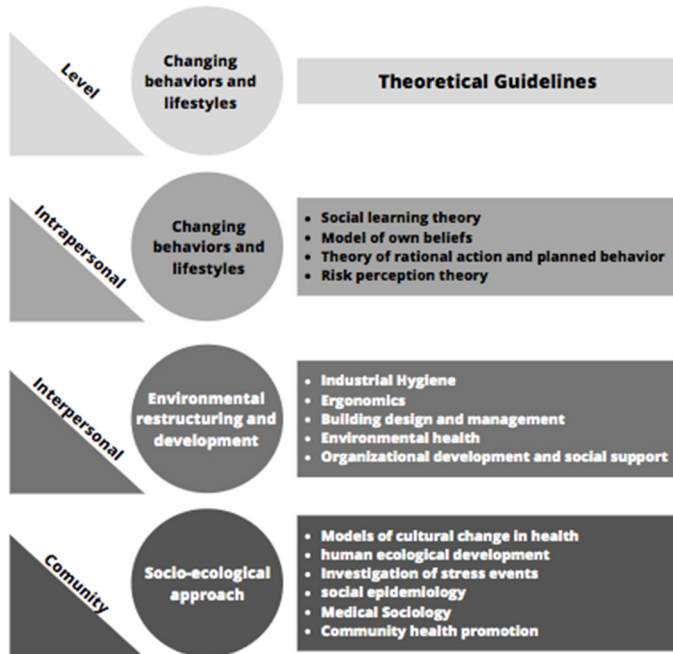 Level
Changing
behaviors and
lifestyles
Theoretical Guidelines
Intrapersonal
Changing
behaviors and
lifestyles
• Social learning theory
• Model of own beliefs
• Theory of rational action and planned behavior
• Risk perception theory
Interpersonal
Environmental
restructuring and
development
• Industrial Hygiene
• Ergonomics
• Building design and management
• Environmental health
• Organizational development and social support
Comunity
Socio-ecological
approach
• Models of cultural change in health
• human ecological development
• Investigation of stress events
• social epidemiology
• Medical Sociology
• Community health promotion